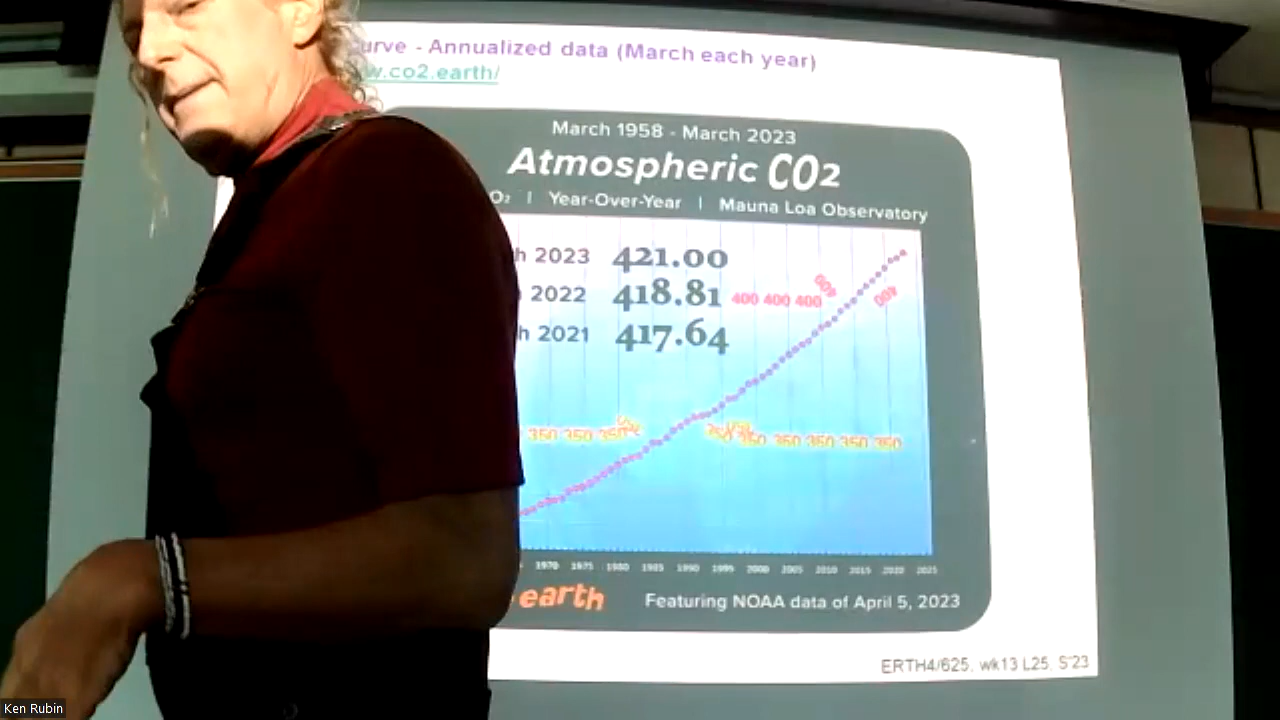 urve - Annualized data (March each year)
w.co2.earth/
March 1958 - March 2023
Atmospheric CO2
O₂ | Year-Over-Year | Mauna Loa Observatory
h 2023 421.00
2022 418.81
400 400 400 400 400
h 2021 417.64
350 350 350 350 350 350 350 350
1970 1975 1980 1985 1990 1995 2000 2005 2010 2015 2020 2025
earth
Featuring NOAA data of April 5, 2023
ERTH4/625, wk13 L25, S'23
Ken Rubin